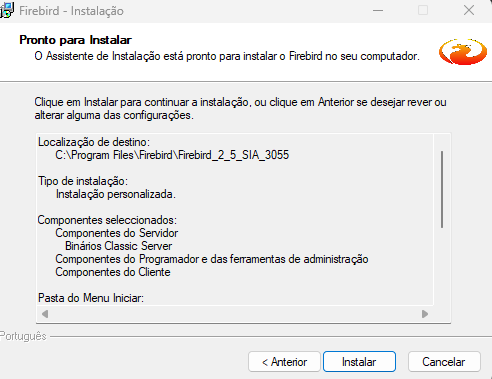 Firebird - Instalação
Pronto para Instalar
O Assistente de Instalação está pronto para instalar o Firebird no seu computador.
Clique em Instalar para continuar a instalação, ou clique em Anterior se desejar rever ou
alterar alguma das configurações.
Localização de destino:
C:\Program Files\Firebird\Firebird_2_5_SIA_3055
Tipo de instalação:
Instalação personalizada.
Componentes seleccionados:
Componentes do Servidor
Binários Classic Server
Componentes do Programador e das ferramentas de administração
Componentes do Cliente
Pasta do Menu Iniciar:
Português
< Anterior
Instalar
Cancelar